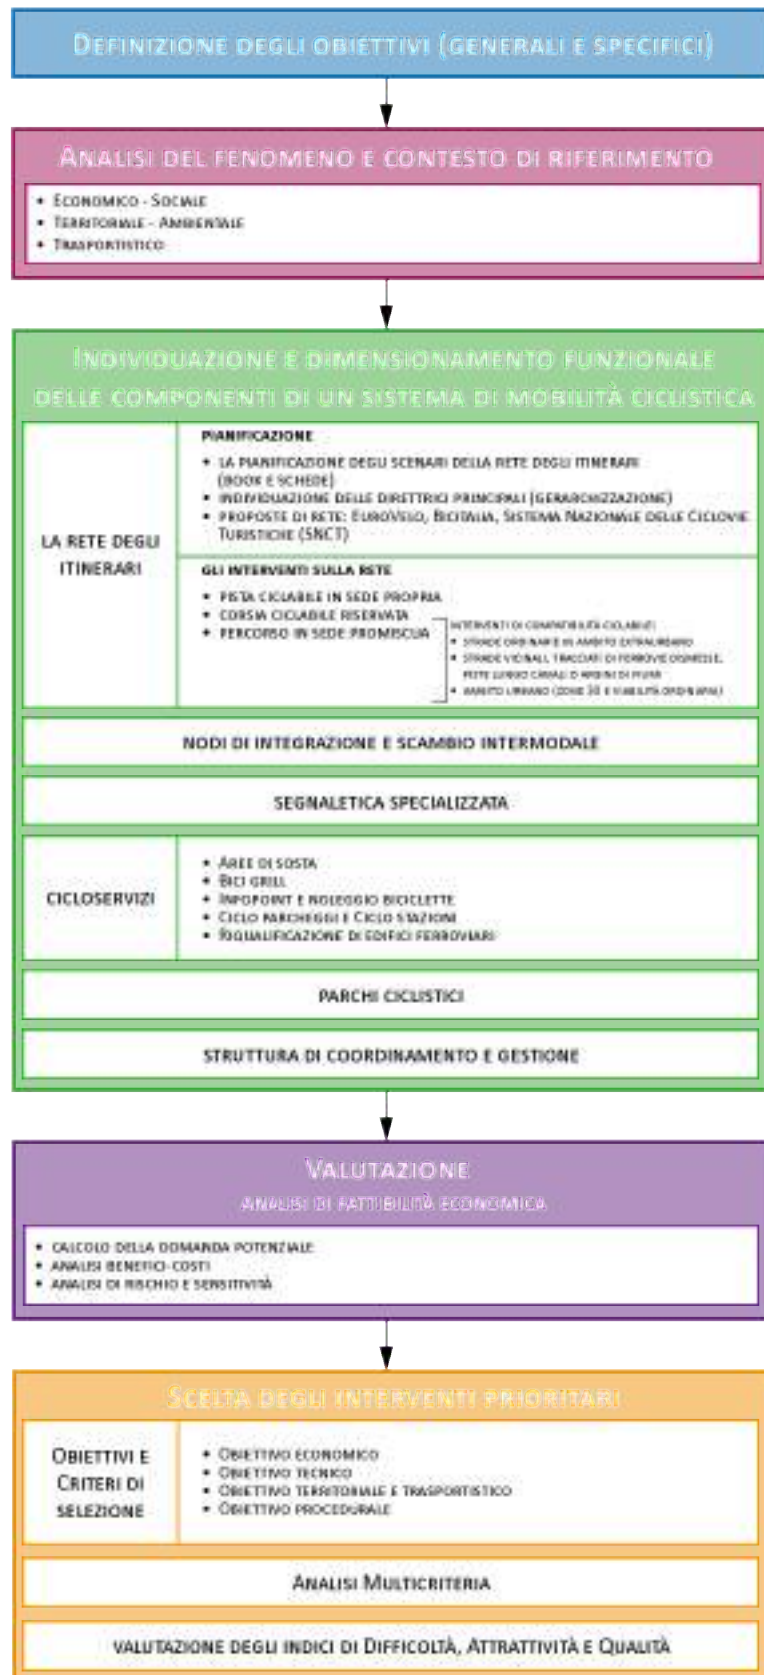 DEFINIZIONE DEGLI OBIETTIVI (GENERALI E SPECIFICI)
ANALISI DEL FENOMENO E CONTESTO DI RIFERIMENTO
• ECONOMICO - SOCIALE
• TERRITORIALE - AMBIENTALE
• TRASPORTISTICO
INDIVIDUAZIONE E DIMENSIONAMENTO FUNZIONALE
DELLE COMPONENTI DI UN SISTEMA DI MOBILITÀ CICLISTICA
LA RETE DEGLI
ITINERARI
PIANIFICAZIONE
• LA PIANIFICAZIONE DEGLI SCENARI DELLA RETE DEGLI ITINERARI
(BOOK E SCHEDE)
• INDIVIDUAZIONE DELLE DIRETTRICI PRINCIPALI (GERARCHIZZAZIONE)
• PROPOSTE DI RETE: EUROVELO, BICITALIA, SISTEMA NAZIONALE DELLE CICLOVIE
TURISTICHE (SNCT)
GLI INTERVENTI SULLA RETE
• PISTA CICLABILE IN SEDE PROPRIA
• CORSIA CICLABILE RISERVATA
• PERCORSO IN SEDE PROMISCUA
INTERVENTI DI COMPATIBILITÀ CICLABILE:
• STRADE ORDINARIE IN AMBITO EXTRAURBANO
• STRADE VICINALI, TRACCIATI DI FERROVIE DISMESSE,
PISTE LUNGO CANALI O ARGINI DI FIUMI
• AMBITO URBANO (ZONE 30 E VIABILITÀ ORDINARIA)
NODI DI INTEGRAZIONE E SCAMBIO INTERMODALE
SEGNALETICA SPECIALIZZATA
CICLOSERVIZI
• AREE DI SOSTA
• BICI GRILL
• INFOPOINT E NOLEGGIO BICICLETTE
• CICLO PARCHEGGI E CICLO STAZIONI
• RIQUALIFICAZIONE DI EDIFICI FERROVIARI
PARCHI CICLISTICI
STRUTTURA DI COORDINAMENTO E GESTIONE
VALUTAZIONE
ANALISI DI FATTIBILITÀ ECONOMICA
• CALCOLO DELLA DOMANDA POTENZIALE
• ANALISI BENEFICI-COSTI
• ANALISI DI RISCHIO E SENSITIVITÀ
SCELTA DEGLI INTERVENTI PRIORITARI
OBIETTIVI E
CRITERI DI
SELEZIONE
• OBIETTIVO ECONOMICO
• OBIETTIVO TECNICO
• OBIETTIVO TERRITORIALE E TRASPORTISTICO
• OBIETTIVO PROCEDURALE
ANALISI MULTICRITERIA
VALUTAZIONE DEGLI INDICI DI DIFFICOLTÀ, ATTRATTIVITÀ E QUALITÀ